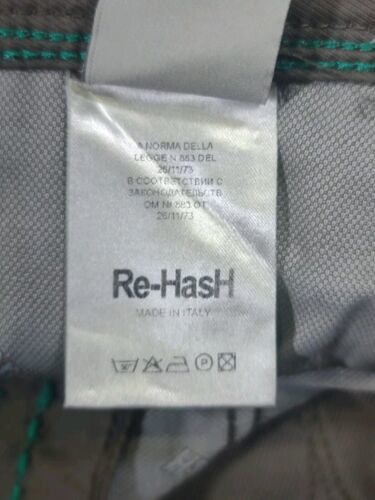 A NORMA DELLA
LEGGE N 883 DEL
26/11/73
В СООТВЕТСТВИИ С
ЗАКОНОДАТЕЛЬСТВ
ОМ № 883 ОТ
26/11/73
Re-HasH
MADE IN ITALY
P